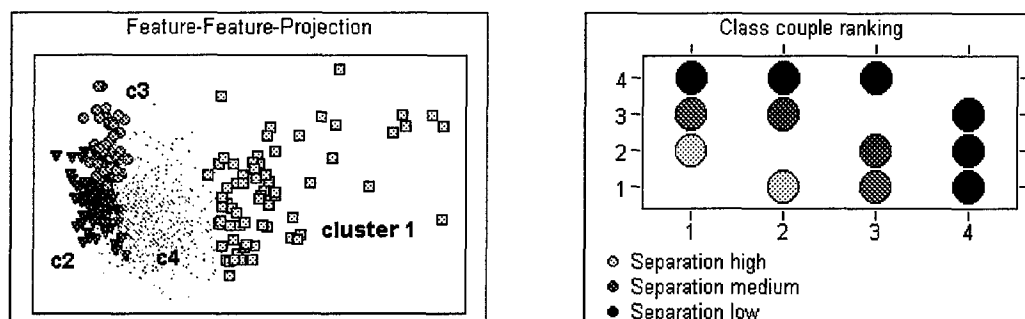 Feature-Feature-Projection
c3
cluster 1
c2
c4
Class couple ranking
4
3
2
1
1 2 3 4
Separation high
Separation medium
Separation low